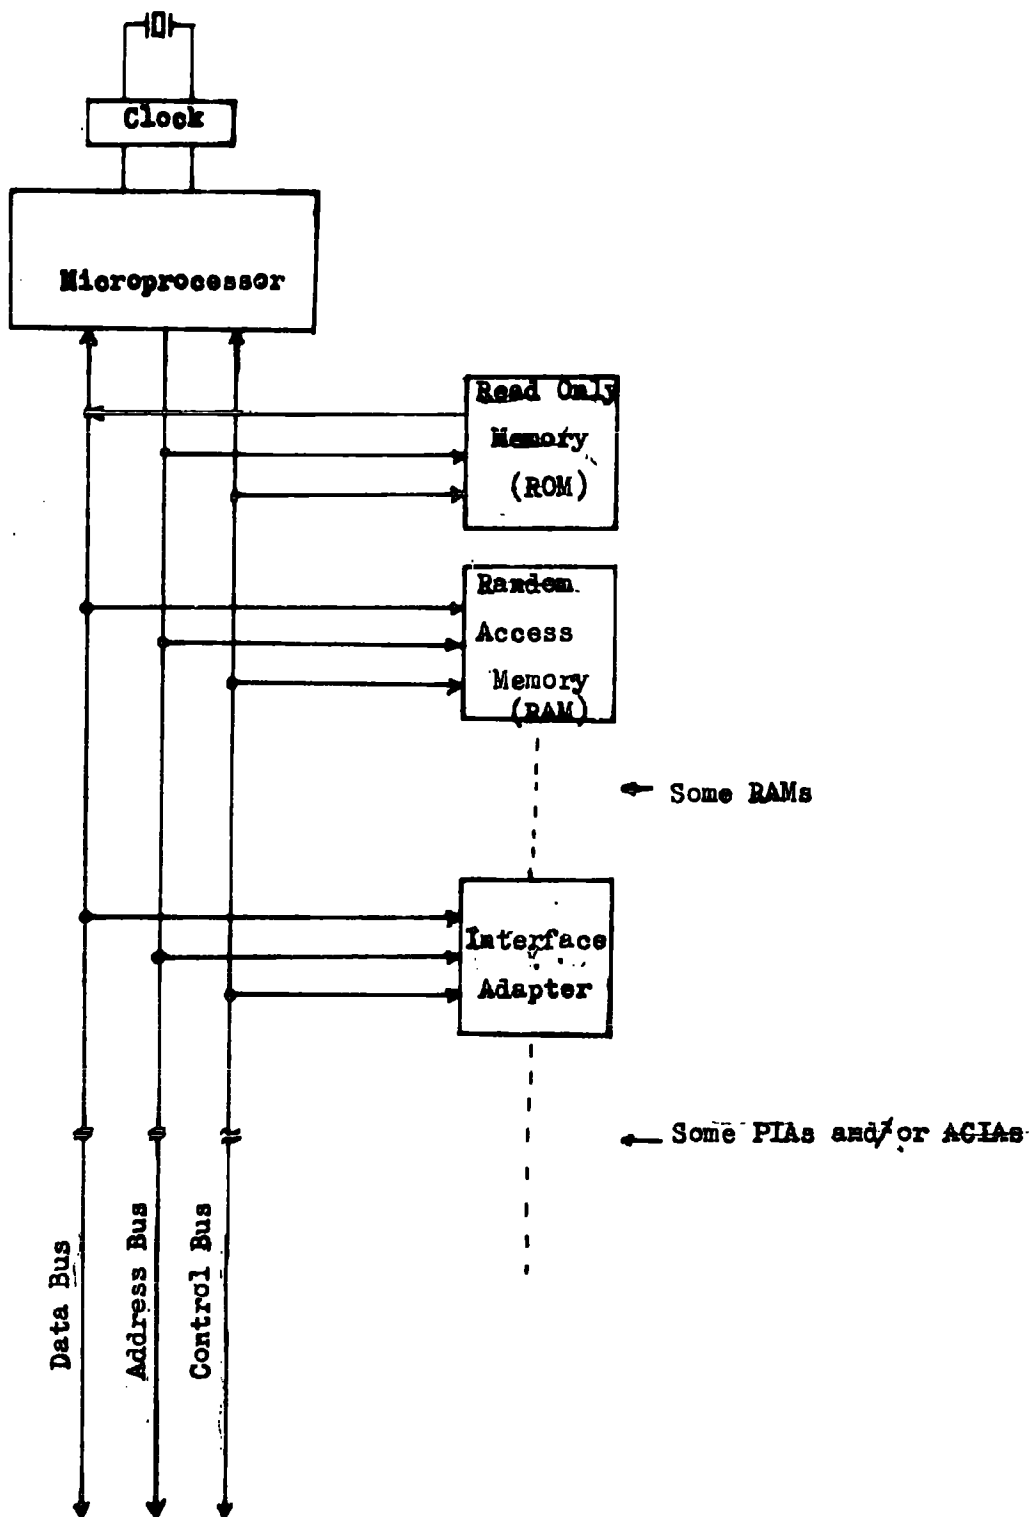 Clock
Microprocessor
Read Only
Memory
(ROM)
Random
Access
Memory
(RAM)
Some RAMs
Interface
Adapter
Some PIAs and/or ACIAs
Data Bus
Address Bus
Control Bus